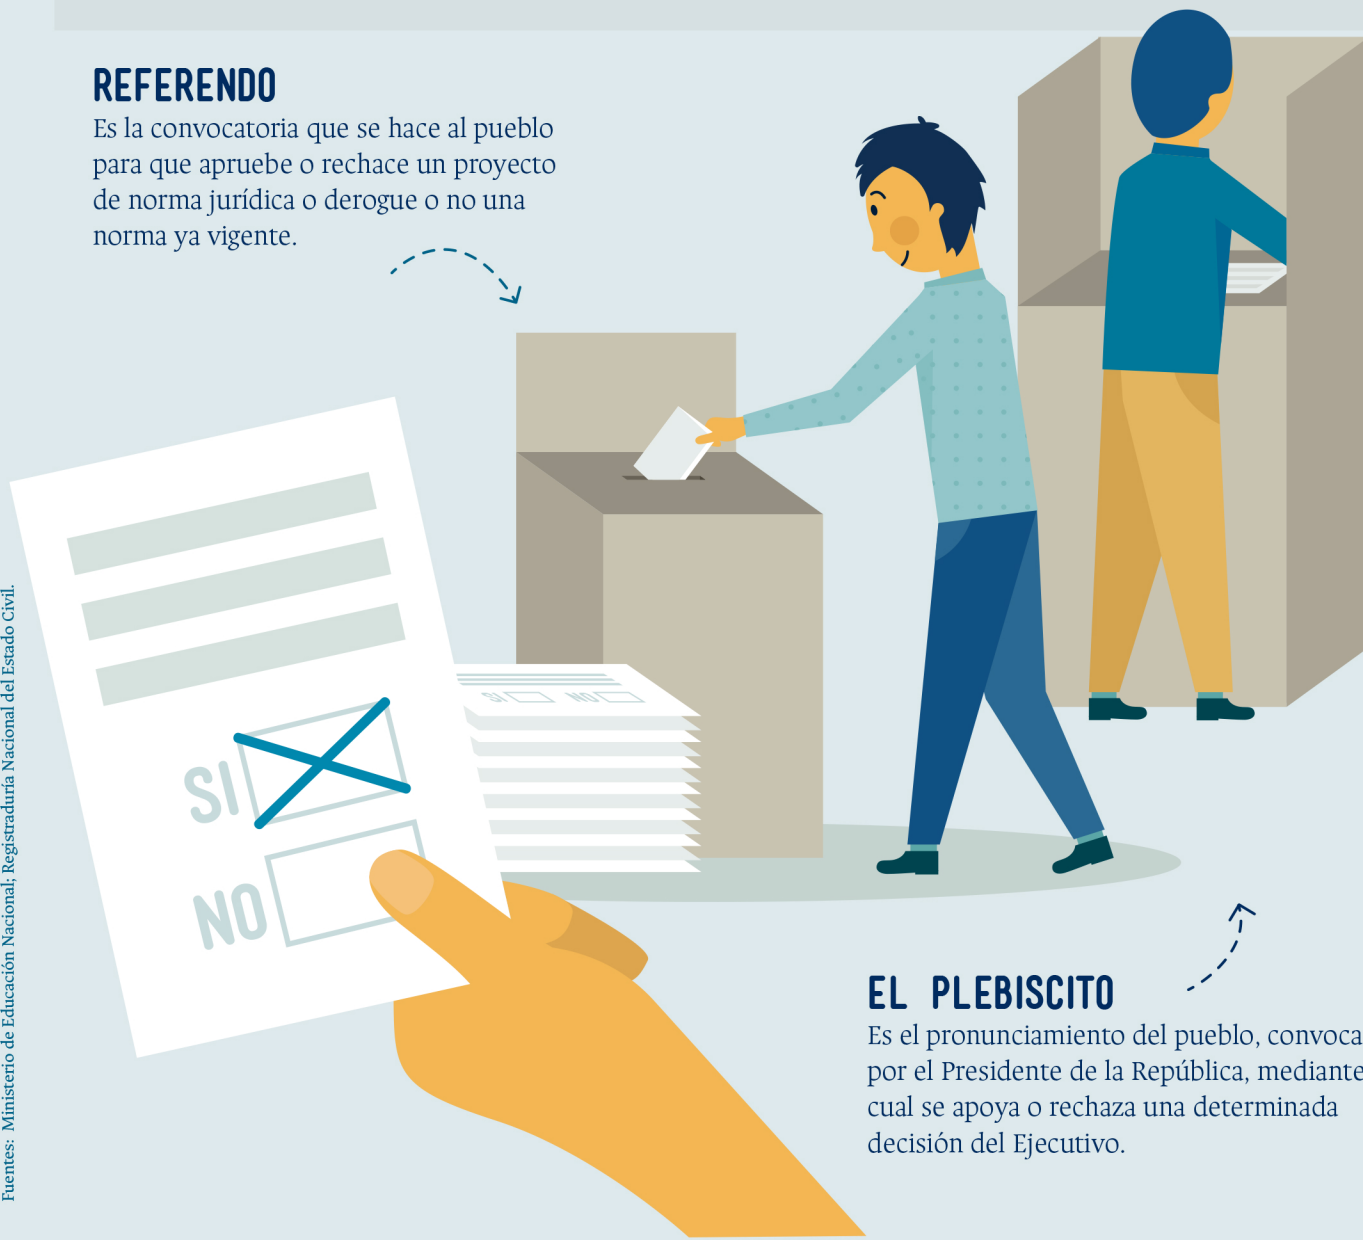 REFERENDO
Es la convocatoria que se hace al pueblo
para que apruebe o rechace un proyecto
de norma jurídica o derogue o no una
norma ya vigente.
SI
NO
SI NO
EL PLEBISCITO
Es el pronunciamiento del pueblo, convoca
por el Presidente de la República, mediante
cual se apoya o rechaza una determinada
decisión del Ejecutivo.
Fuentes: Ministerio de Educación Nacional; Registraduría Nacional del Estado Civil.